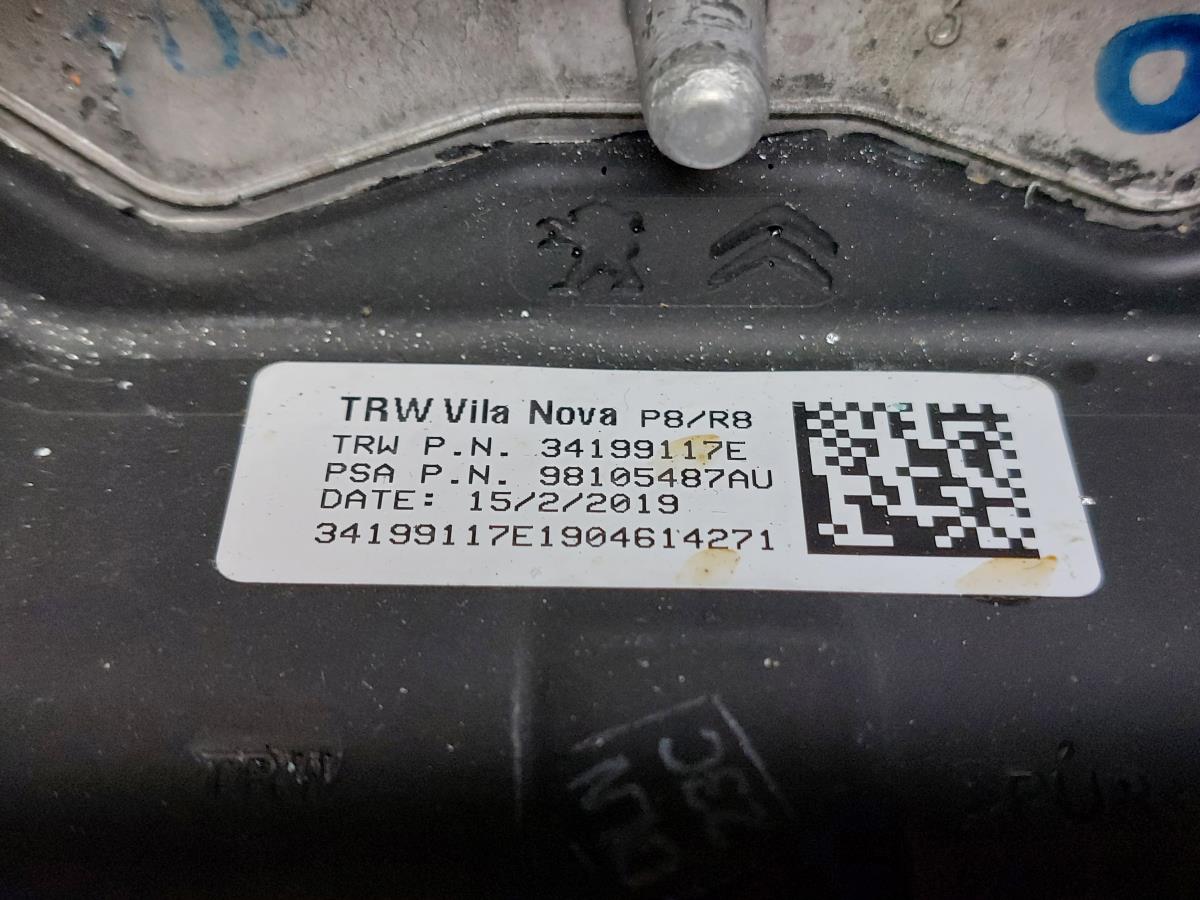 TRW Vila Nova P8/R8
TRW P.N. 34199117E
PSA P.N. 98105487AU
DATE: 15/2/2019
34199117E1904614271
TRW